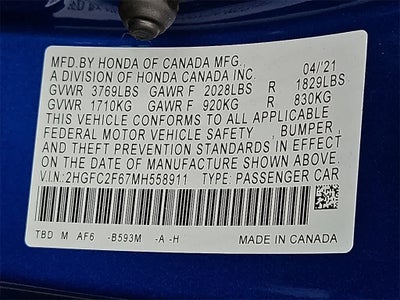 MFD. BY HONDA OF CANADA MFG.,
A DIVISION OF HONDA CANADA INC. 04/'21
GVWR 3769LBS GAWR F 2028LBS R 1829LBS
GVWR 1710KG GAWR F 920KG R 830KG
THIS VEHICLE CONFORMS TO ALL APPLICABLE
FEDERAL MOTOR VEHICLE SAFETY , BUMPER ,
AND THEFT PREVENTION STANDARDS IN EFFECT
ON THE DATE OF MANUFACTURE SHOWN ABOVE.
V.I.N: 2HGFC2F67MH558911 TYPE: PASSENGER CAR
TBD M AF6 -B593M -A -H MADE IN CANADA